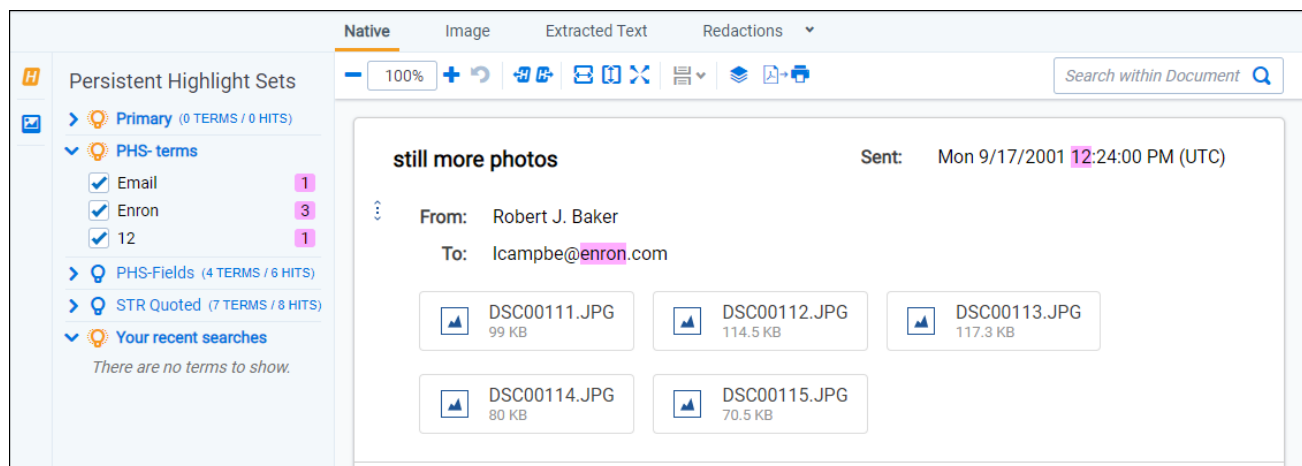 Native Image Extracted Text Redactions
H Persistent Highlight Sets
100% H H Search within Document
Primary (0 TERMS / 0 HITS)
PHS- terms
Email 1
Enron 3
12 1
PHS-Fields (4 TERMS / 6 HITS)
STR Quoted (7 TERMS / 8 HITS)
Your recent searches
There are no terms to show.
still more photos Sent: Mon 9/17/2001 12:24:00 PM (UTC)
From: Robert J. Baker
To: lcampbe@enron.com
DSC00111.JPG DSC00112.JPG DSC00113.JPG
99 KB 114.5 KB 117.3 KB
DSC00114.JPG DSC00115.JPG
80 KB 70.5 KB